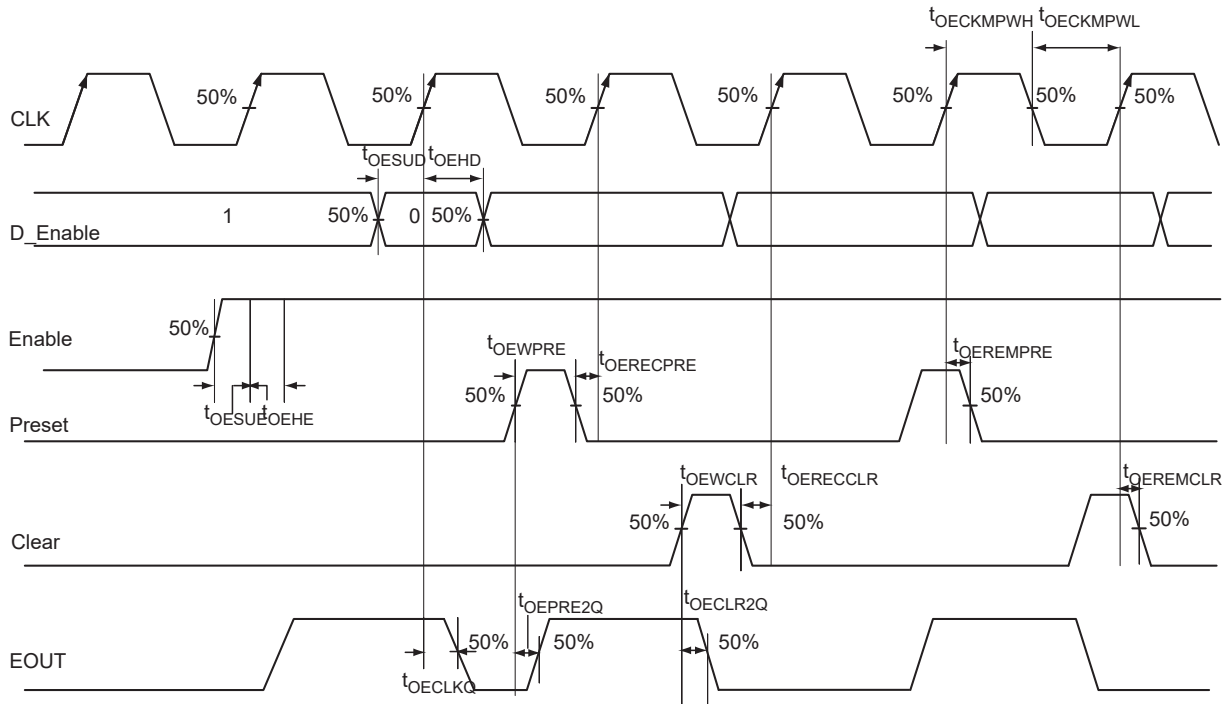 tOECKMPWH tOECKMPWL
CLK 50% 50% 50% 50% 50% 50% 50%
tOESUD tOEHD
D_Enable 1 50% 0 50%
Enable 50%
tOESUE tOEHE
tOEWPRE tOERECPRE tOEREMPRE
Preset 50% 50% 50%
tOEWCLR tOERECCLR tOEREMCLR
Clear 50% 50% 50%
tOEPRE2Q tOECLR2Q
EOUT 50% 50% 50%
tOECLKQ